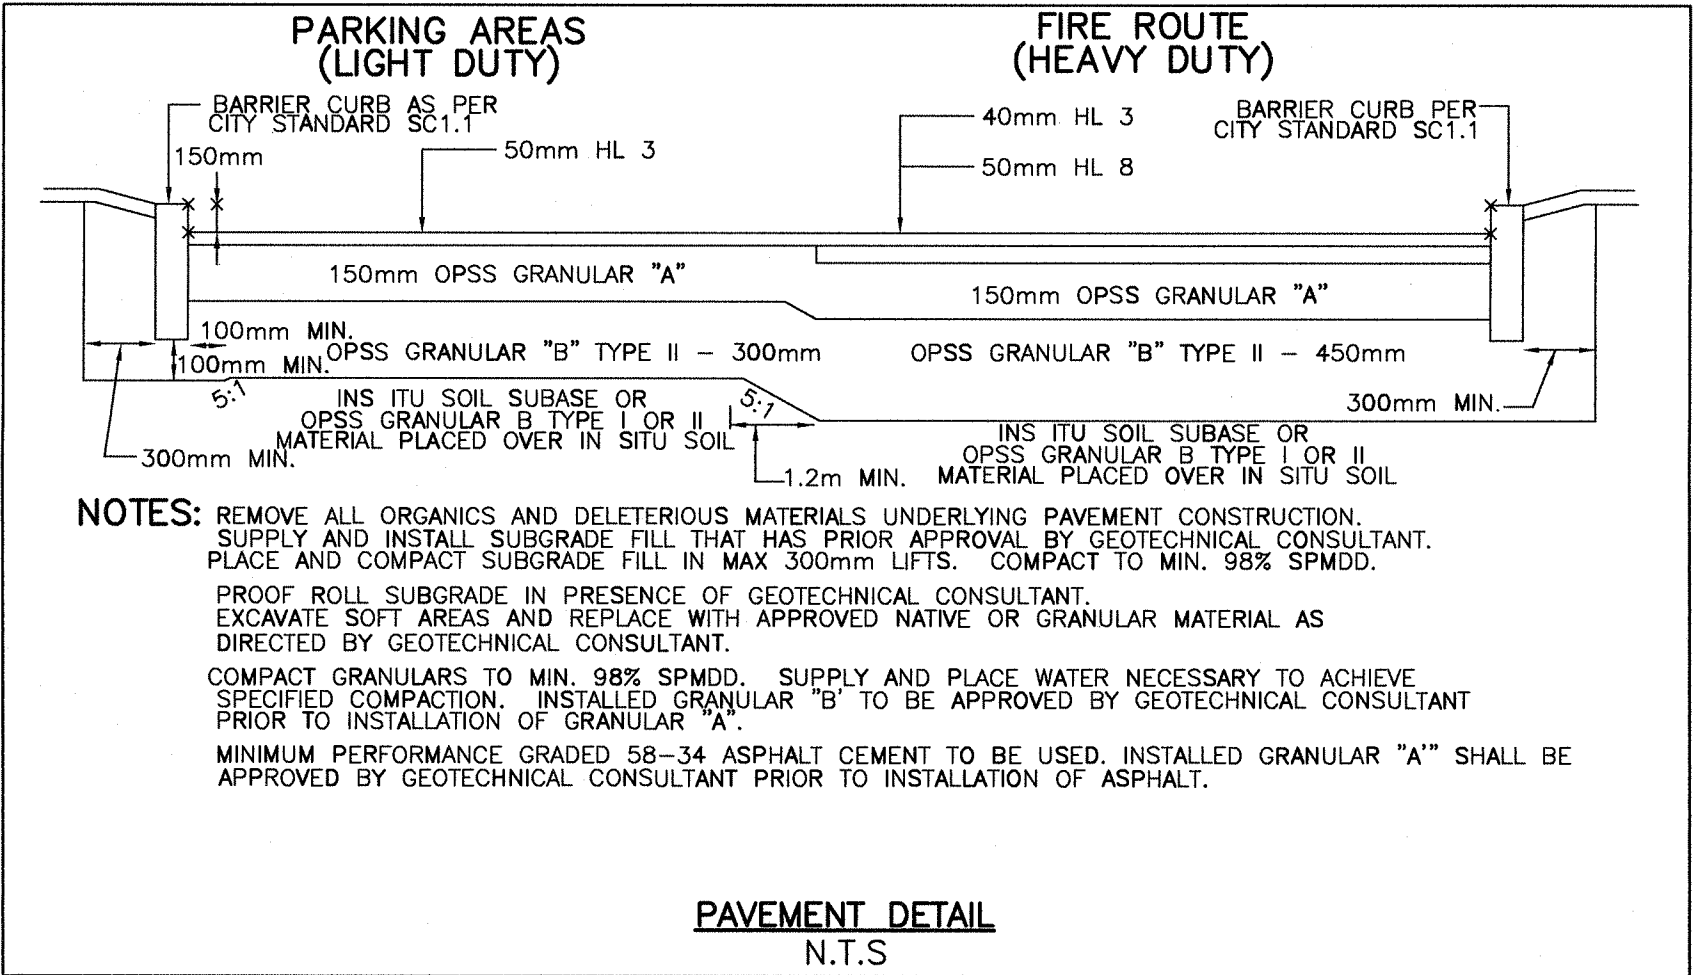 PARKING AREAS
(LIGHT DUTY)
FIRE ROUTE
(HEAVY DUTY)
BARRIER CURB AS PER
CITY STANDARD SC1.1
150mm
50mm HL 3
40mm HL 3
50mm HL 8
BARRIER CURB PER
CITY STANDARD SC1.1
150mm OPSS GRANULAR "A"
150mm OPSS GRANULAR "A"
100mm MIN.
100mm MIN.
OPSS GRANULAR "B" TYPE II - 300mm
OPSS GRANULAR "B" TYPE II - 450mm
5:1
INS ITU SOIL SUBASE OR
OPSS GRANULAR B TYPE I OR II
MATERIAL PLACED OVER IN SITU SOIL
5:1
300mm MIN.
300mm MIN.
1.2m MIN.
INS ITU SOIL SUBASE OR
OPSS GRANULAR B TYPE I OR II
MATERIAL PLACED OVER IN SITU SOIL
NOTES: REMOVE ALL ORGANICS AND DELETERIOUS MATERIALS UNDERLYING PAVEMENT CONSTRUCTION.
SUPPLY AND INSTALL SUBGRADE FILL THAT HAS PRIOR APPROVAL BY GEOTECHNICAL CONSULTANT.
PLACE AND COMPACT SUBGRADE FILL IN MAX 300mm LIFTS. COMPACT TO MIN. 98% SPMDD.
PROOF ROLL SUBGRADE IN PRESENCE OF GEOTECHNICAL CONSULTANT.
EXCAVATE SOFT AREAS AND REPLACE WITH APPROVED NATIVE OR GRANULAR MATERIAL AS
DIRECTED BY GEOTECHNICAL CONSULTANT.
COMPACT GRANULARS TO MIN. 98% SPMDD. SUPPLY AND PLACE WATER NECESSARY TO ACHIEVE
SPECIFIED COMPACTION. INSTALLED GRANULAR "B' TO BE APPROVED BY GEOTECHNICAL CONSULTANT
PRIOR TO INSTALLATION OF GRANULAR "A".
MINIMUM PERFORMANCE GRADED 58-34 ASPHALT CEMENT TO BE USED. INSTALLED GRANULAR "A'" SHALL BE
APPROVED BY GEOTECHNICAL CONSULTANT PRIOR TO INSTALLATION OF ASPHALT.
PAVEMENT DETAIL
N.T.S